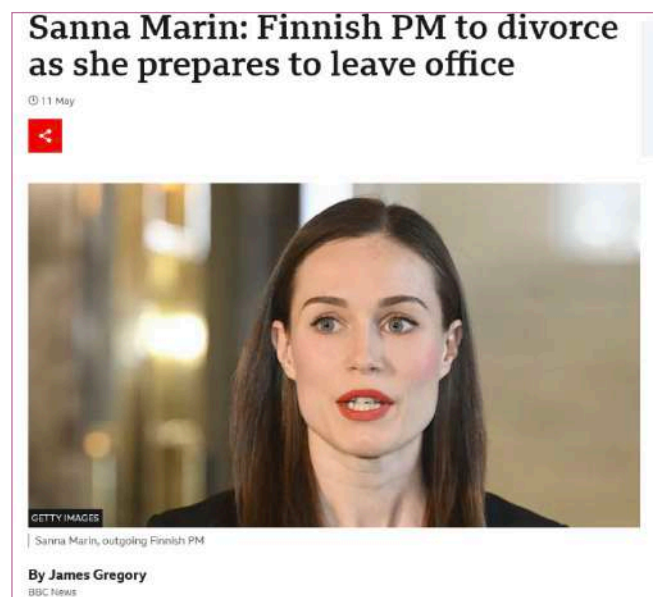 Sanna Marin: Finnish PM to divorce
as she prepares to leave office
11 May
GETTY IMAGES
Sanna Marin, outgoing Finnish PM
By James Gregory
BBC News